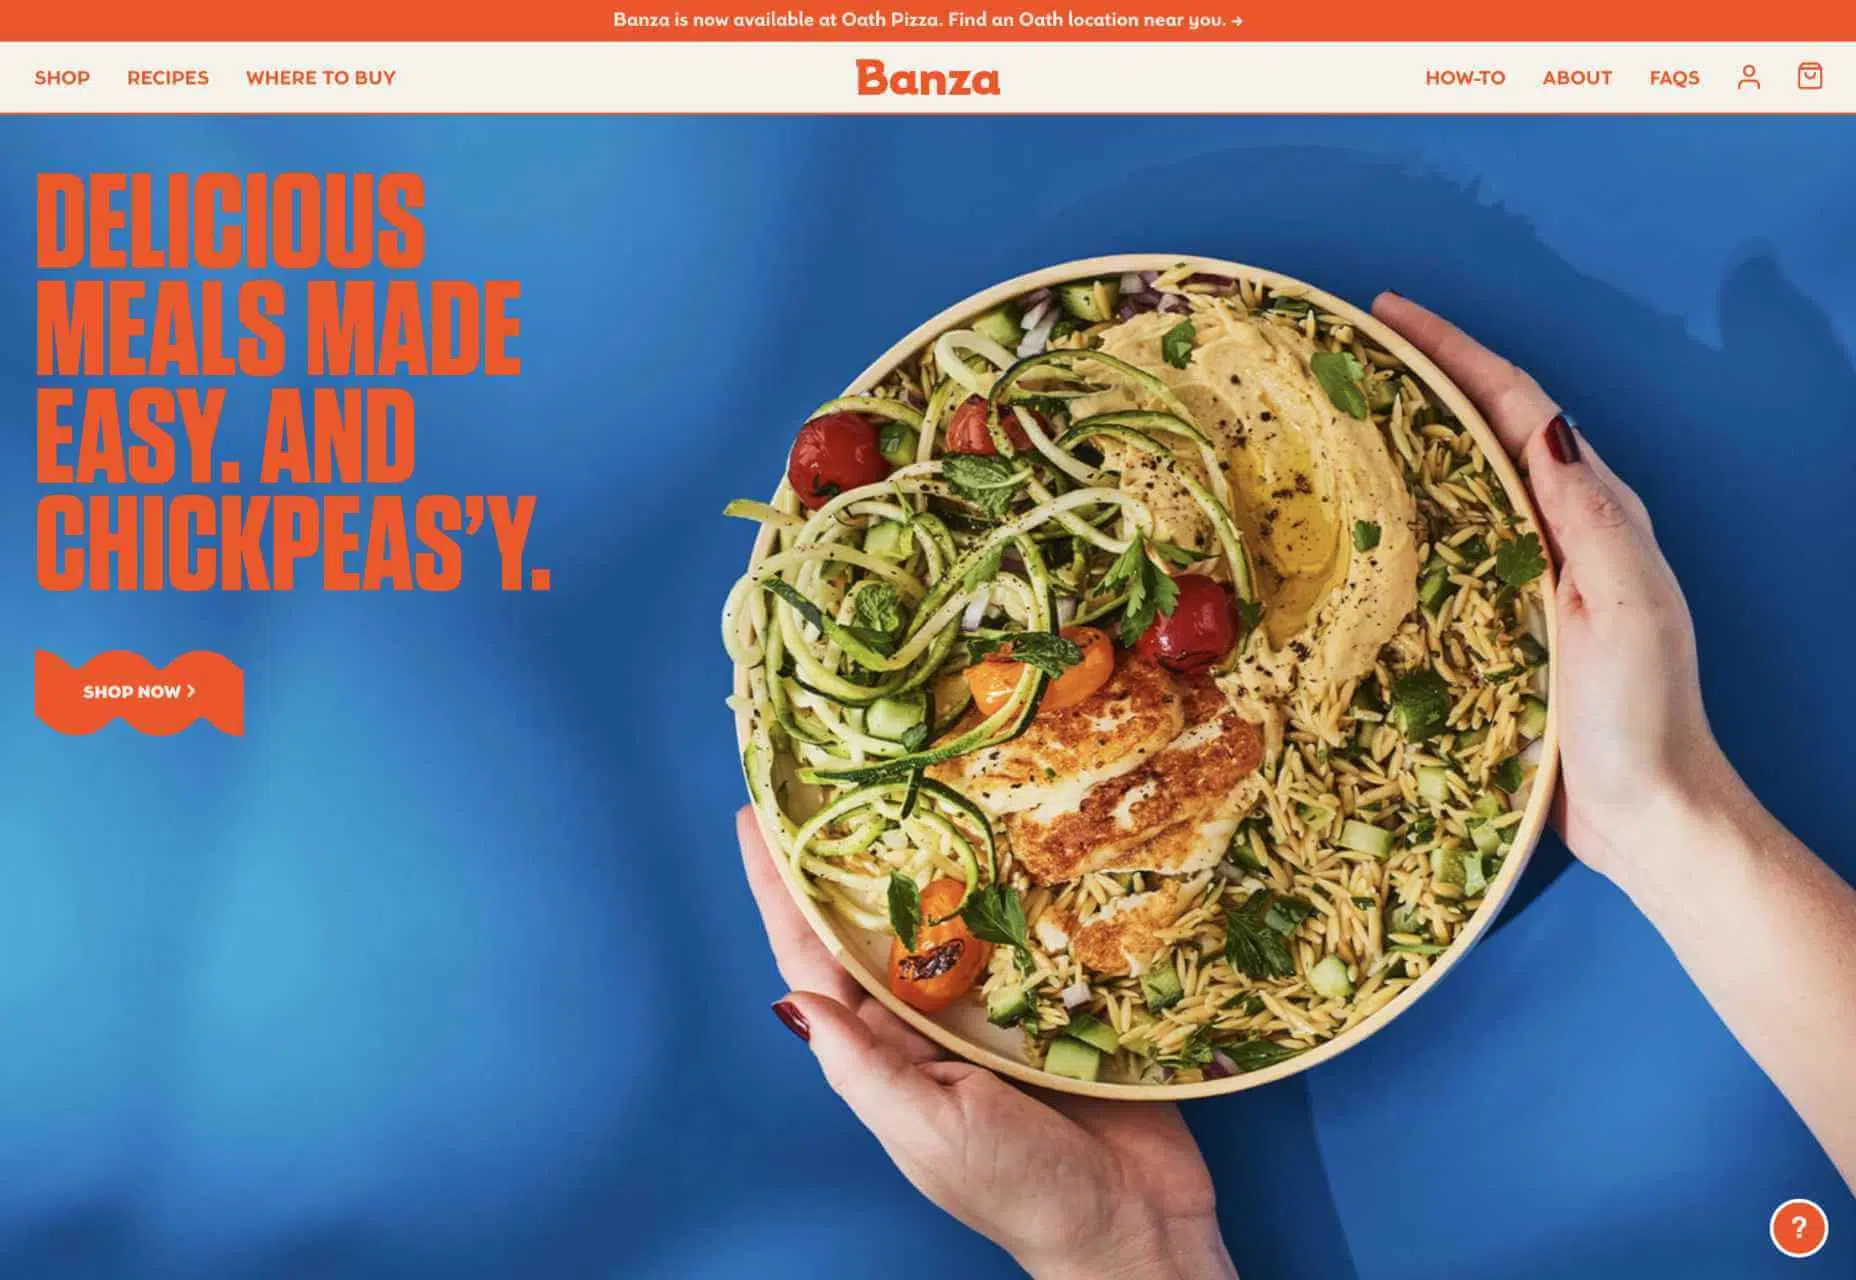 Banza is now available at Oath Pizza. Find an Oath location near you. →
SHOP RECIPES WHERE TO BUY Banza HOW-TO ABOUT FAQS
DELICIOUS
MEALS MADE
EASY. AND
CHICKPEAS’Y.
SHOP NOW >
?